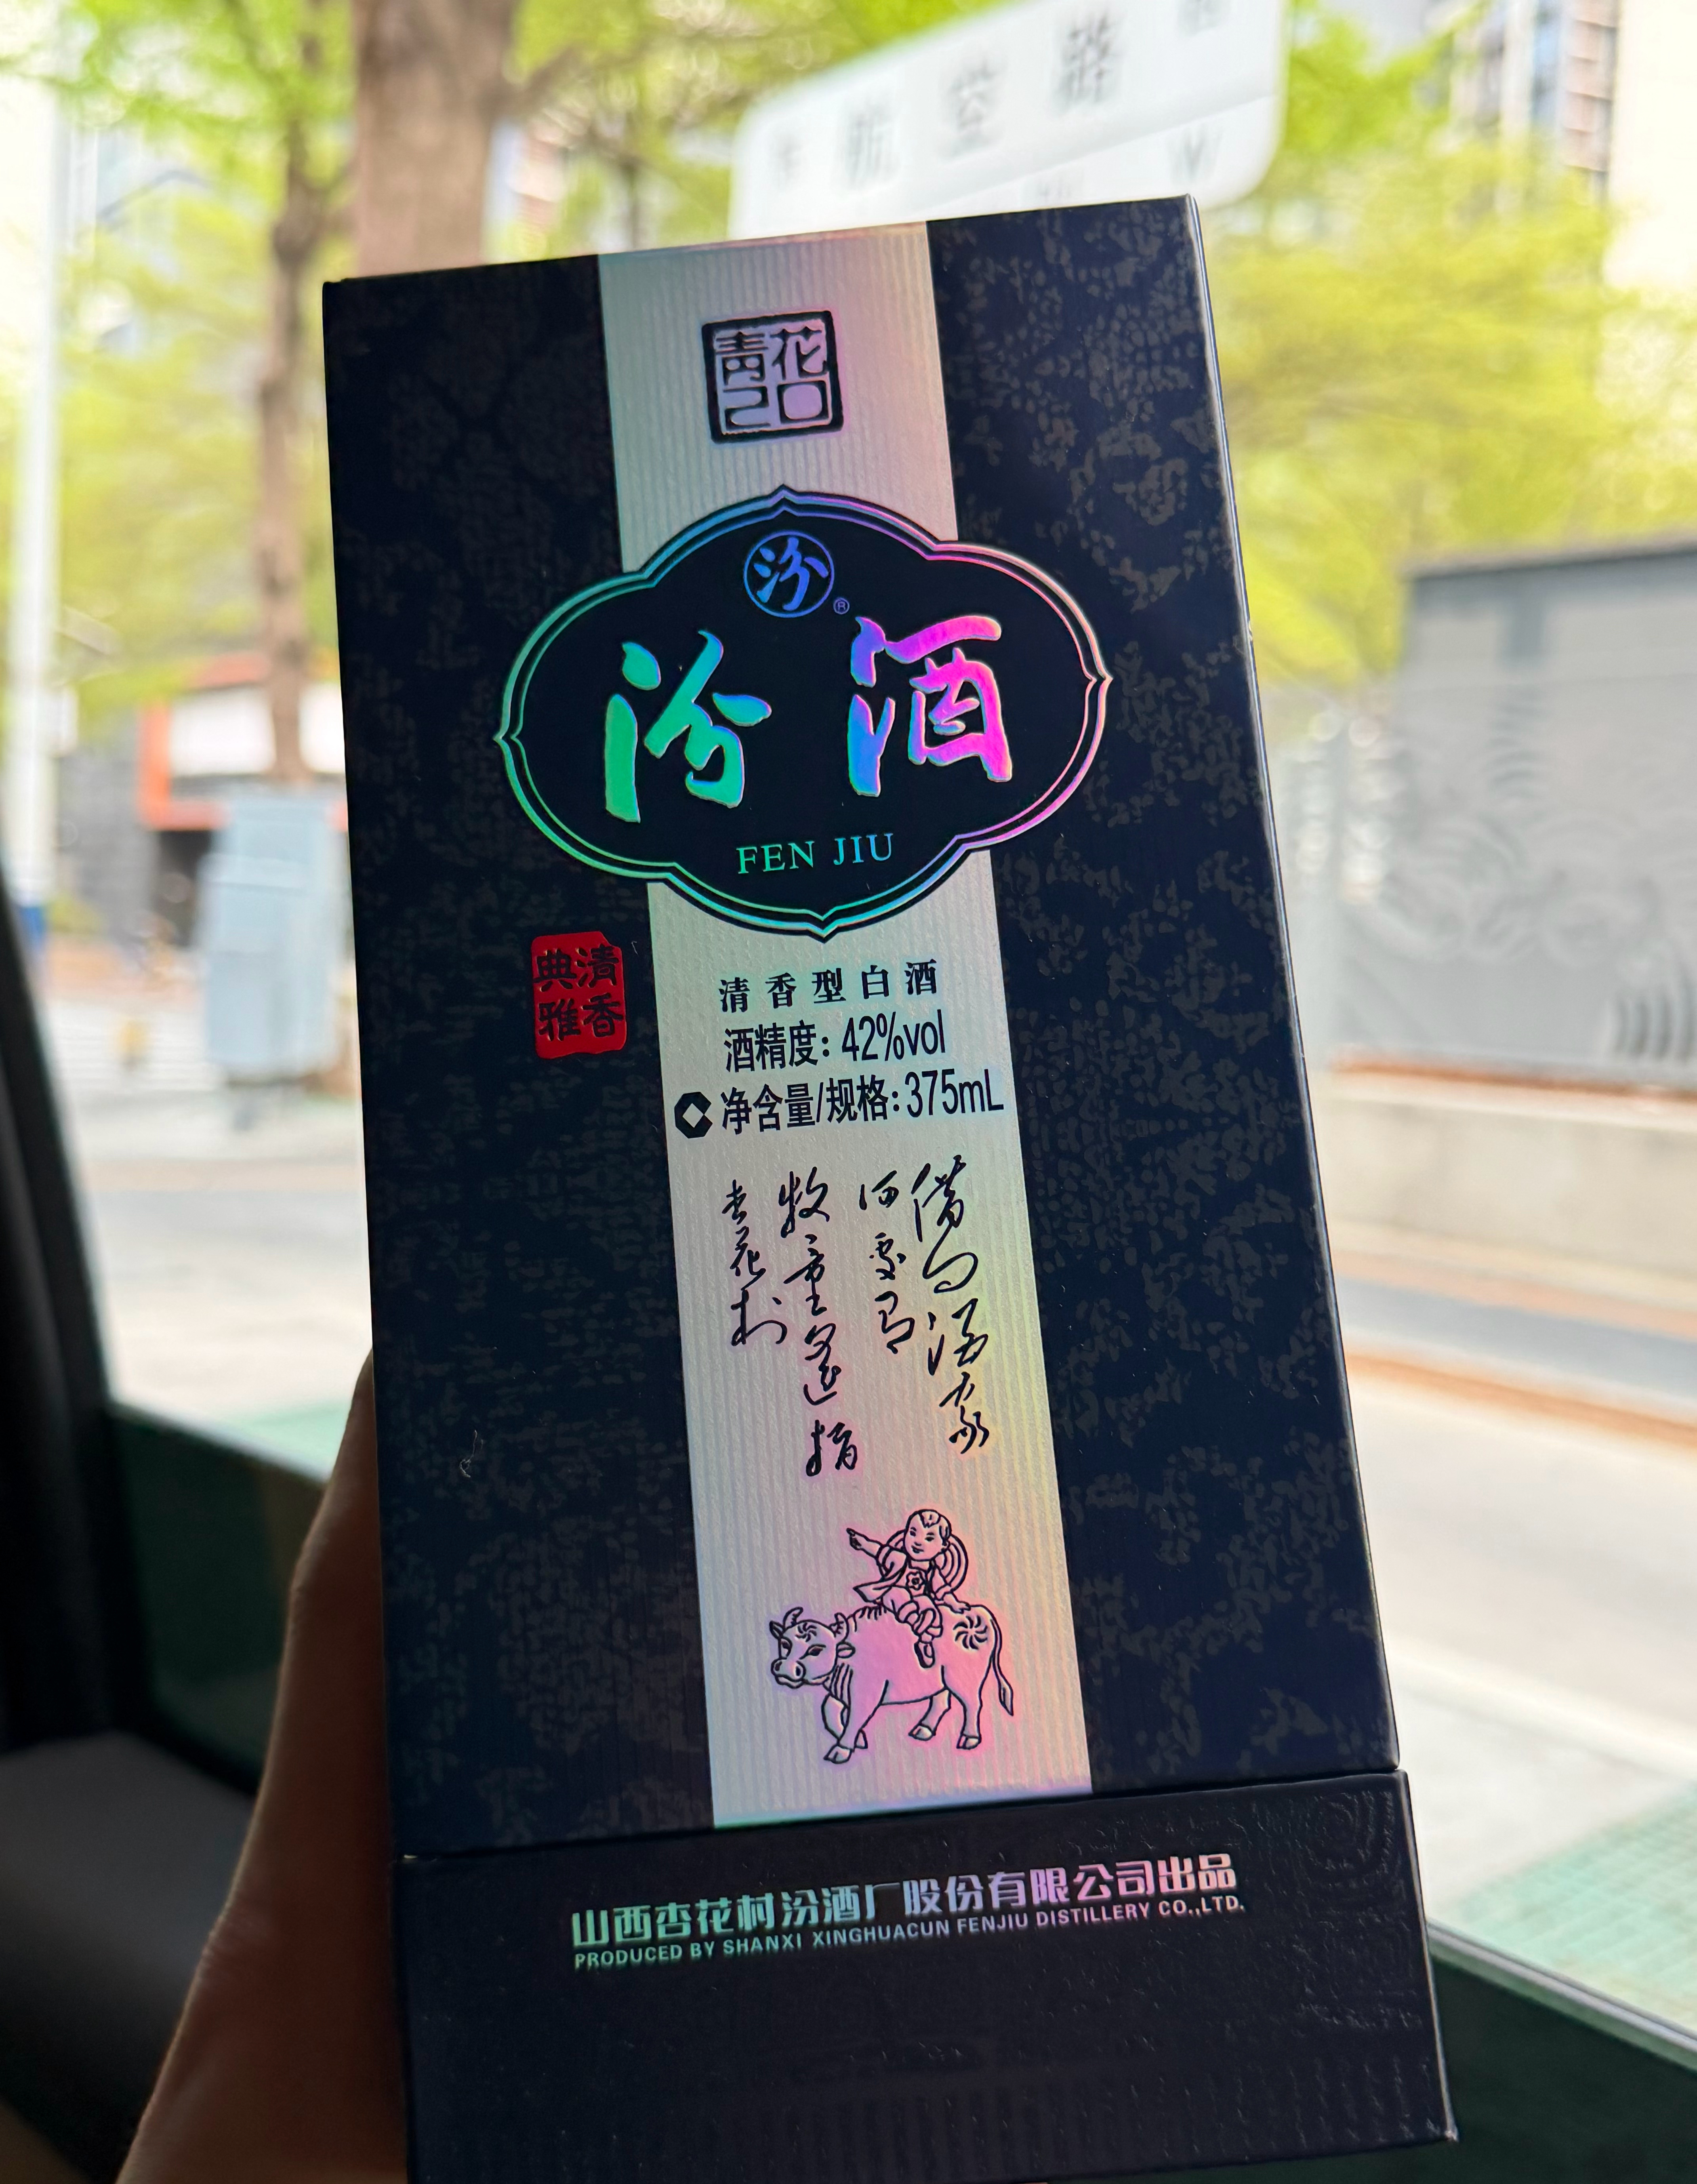 青花
20
汾
®
汾酒
FEN JIU
清香
典雅
清香型白酒
酒精度：42%vol
净含量/规格：375mL
借问酒家
何处有
牧童遥指
杏花村
山西杏花村汾酒厂股份有限公司出品
PRODUCED BY SHANXI XINGHUACUN FENJIU DISTILLERY CO.,LTD.